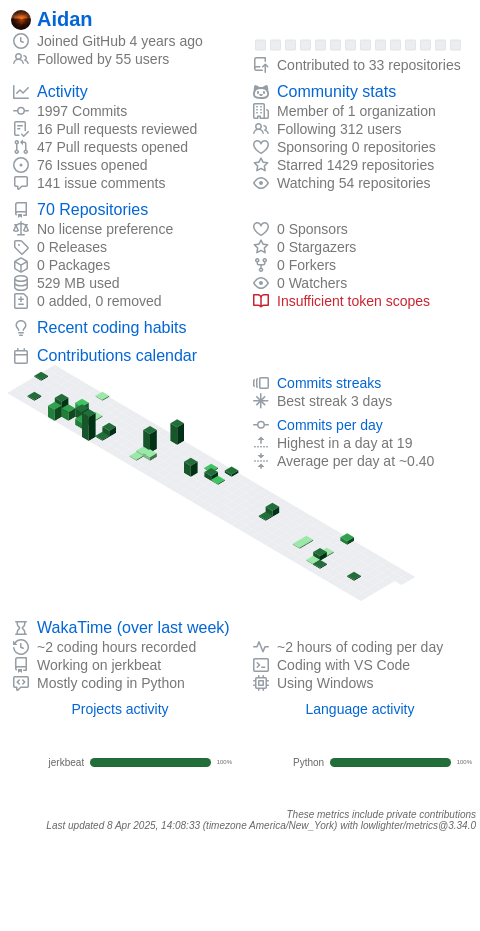 Aidan
Joined GitHub 4 years ago
Followed by 55 users
Contributed to 33 repositories
Activity
1997 Commits
16 Pull requests reviewed
47 Pull requests opened
76 Issues opened
141 issue comments
Community stats
Member of 1 organization
Following 312 users
Sponsoring 0 repositories
Starred 1429 repositories
Watching 54 repositories
70 Repositories
No license preference
0 Releases
0 Packages
529 MB used
0 added, 0 removed
0 Sponsors
0 Stargazers
0 Forkers
0 Watchers
Insufficient token scopes
Recent coding habits
Contributions calendar
Commits streaks
Best streak 3 days
Commits per day
Highest in a day at 19
Average per day at ~0.40
WakaTime (over last week)
~2 coding hours recorded
Working on jerkbeat
Mostly coding in Python
~2 hours of coding per day
Coding with VS Code
Using Windows
Projects activity
jerkbeat 100%
Language activity
Python 100%
These metrics include private contributions
Last updated 8 Apr 2025, 14:08:33 (timezone America/New_York) with lowlighter/metrics@3.34.0